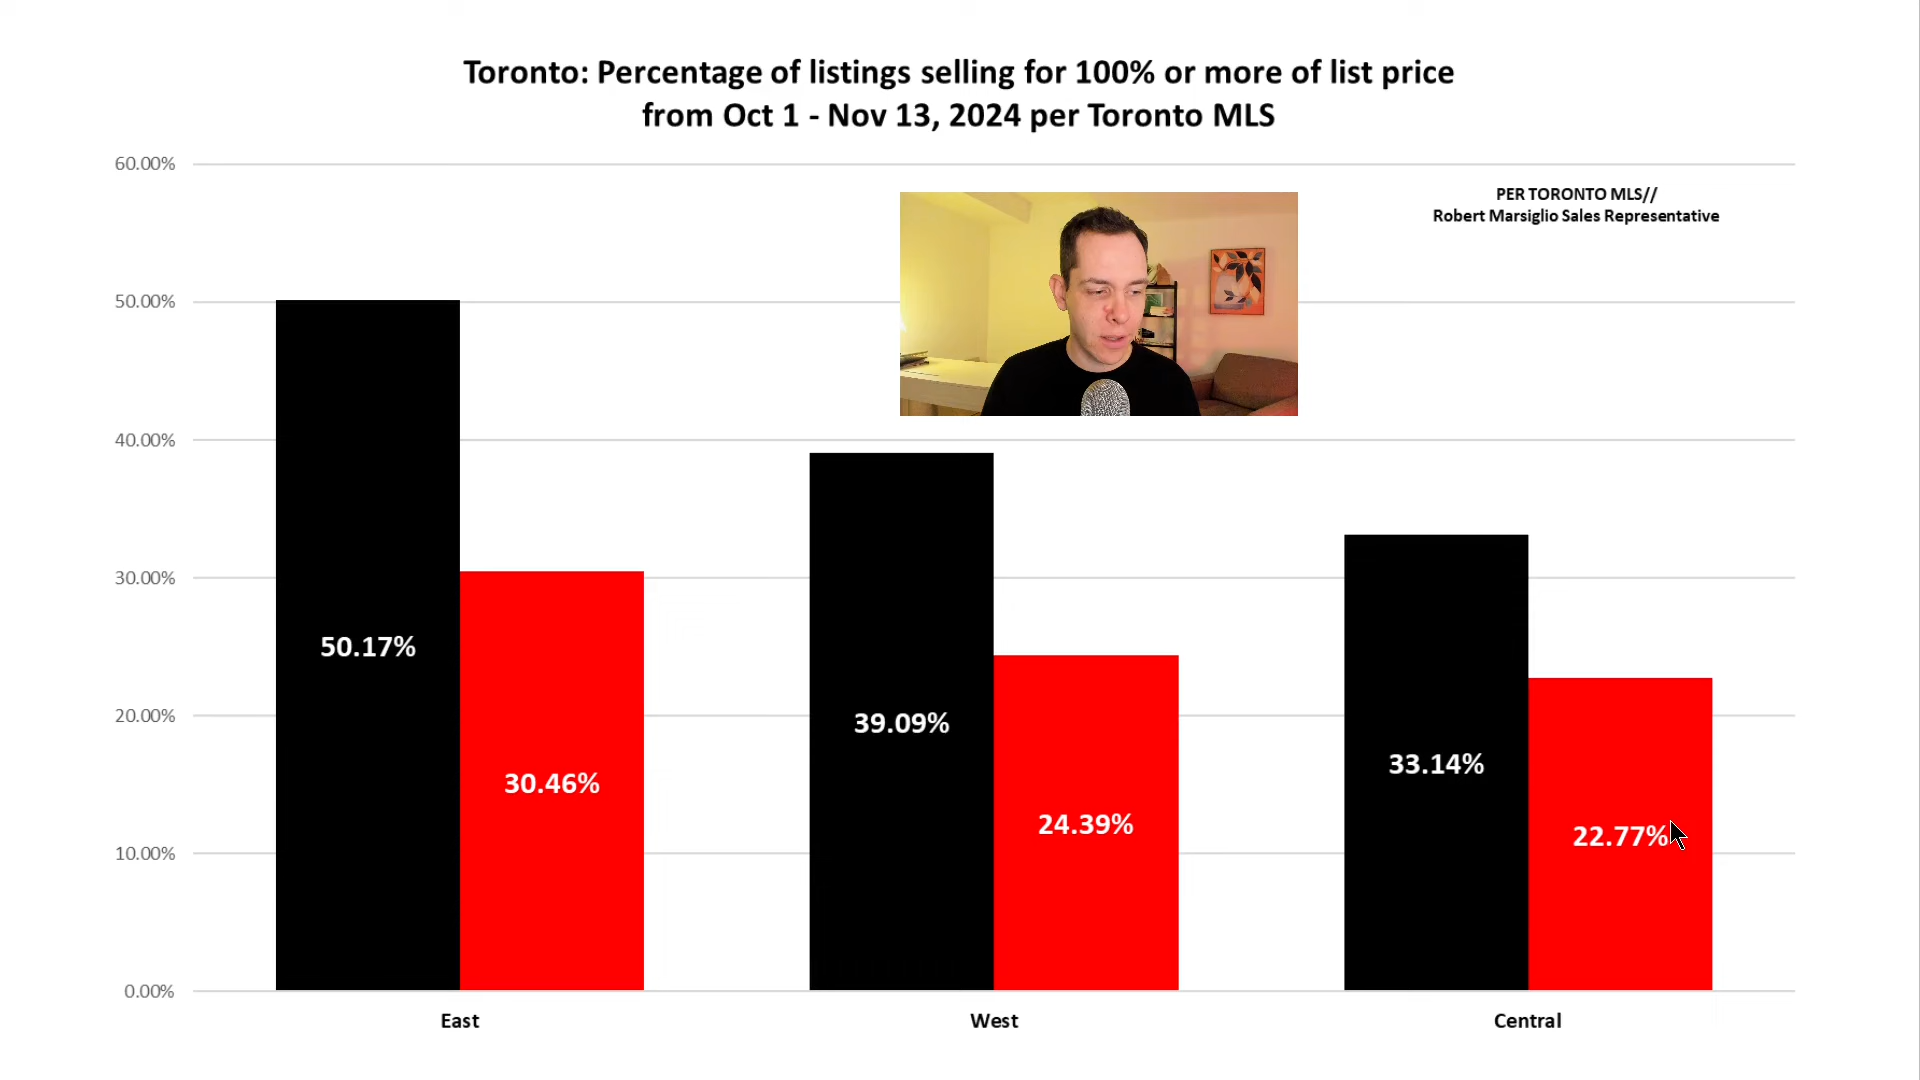 Toronto: Percentage of listings selling for 100% or more of list price
from Oct 1 - Nov 13, 2024 per Toronto MLS
60.00%
PER TORONTO MLS//
Robert Marsiglio Sales Representative
50.00%
40.00%
30.00%
20.00%
10.00%
0.00%
50.17%
30.46%
39.09%
24.39%
33.14%
22.77%
East
West
Central